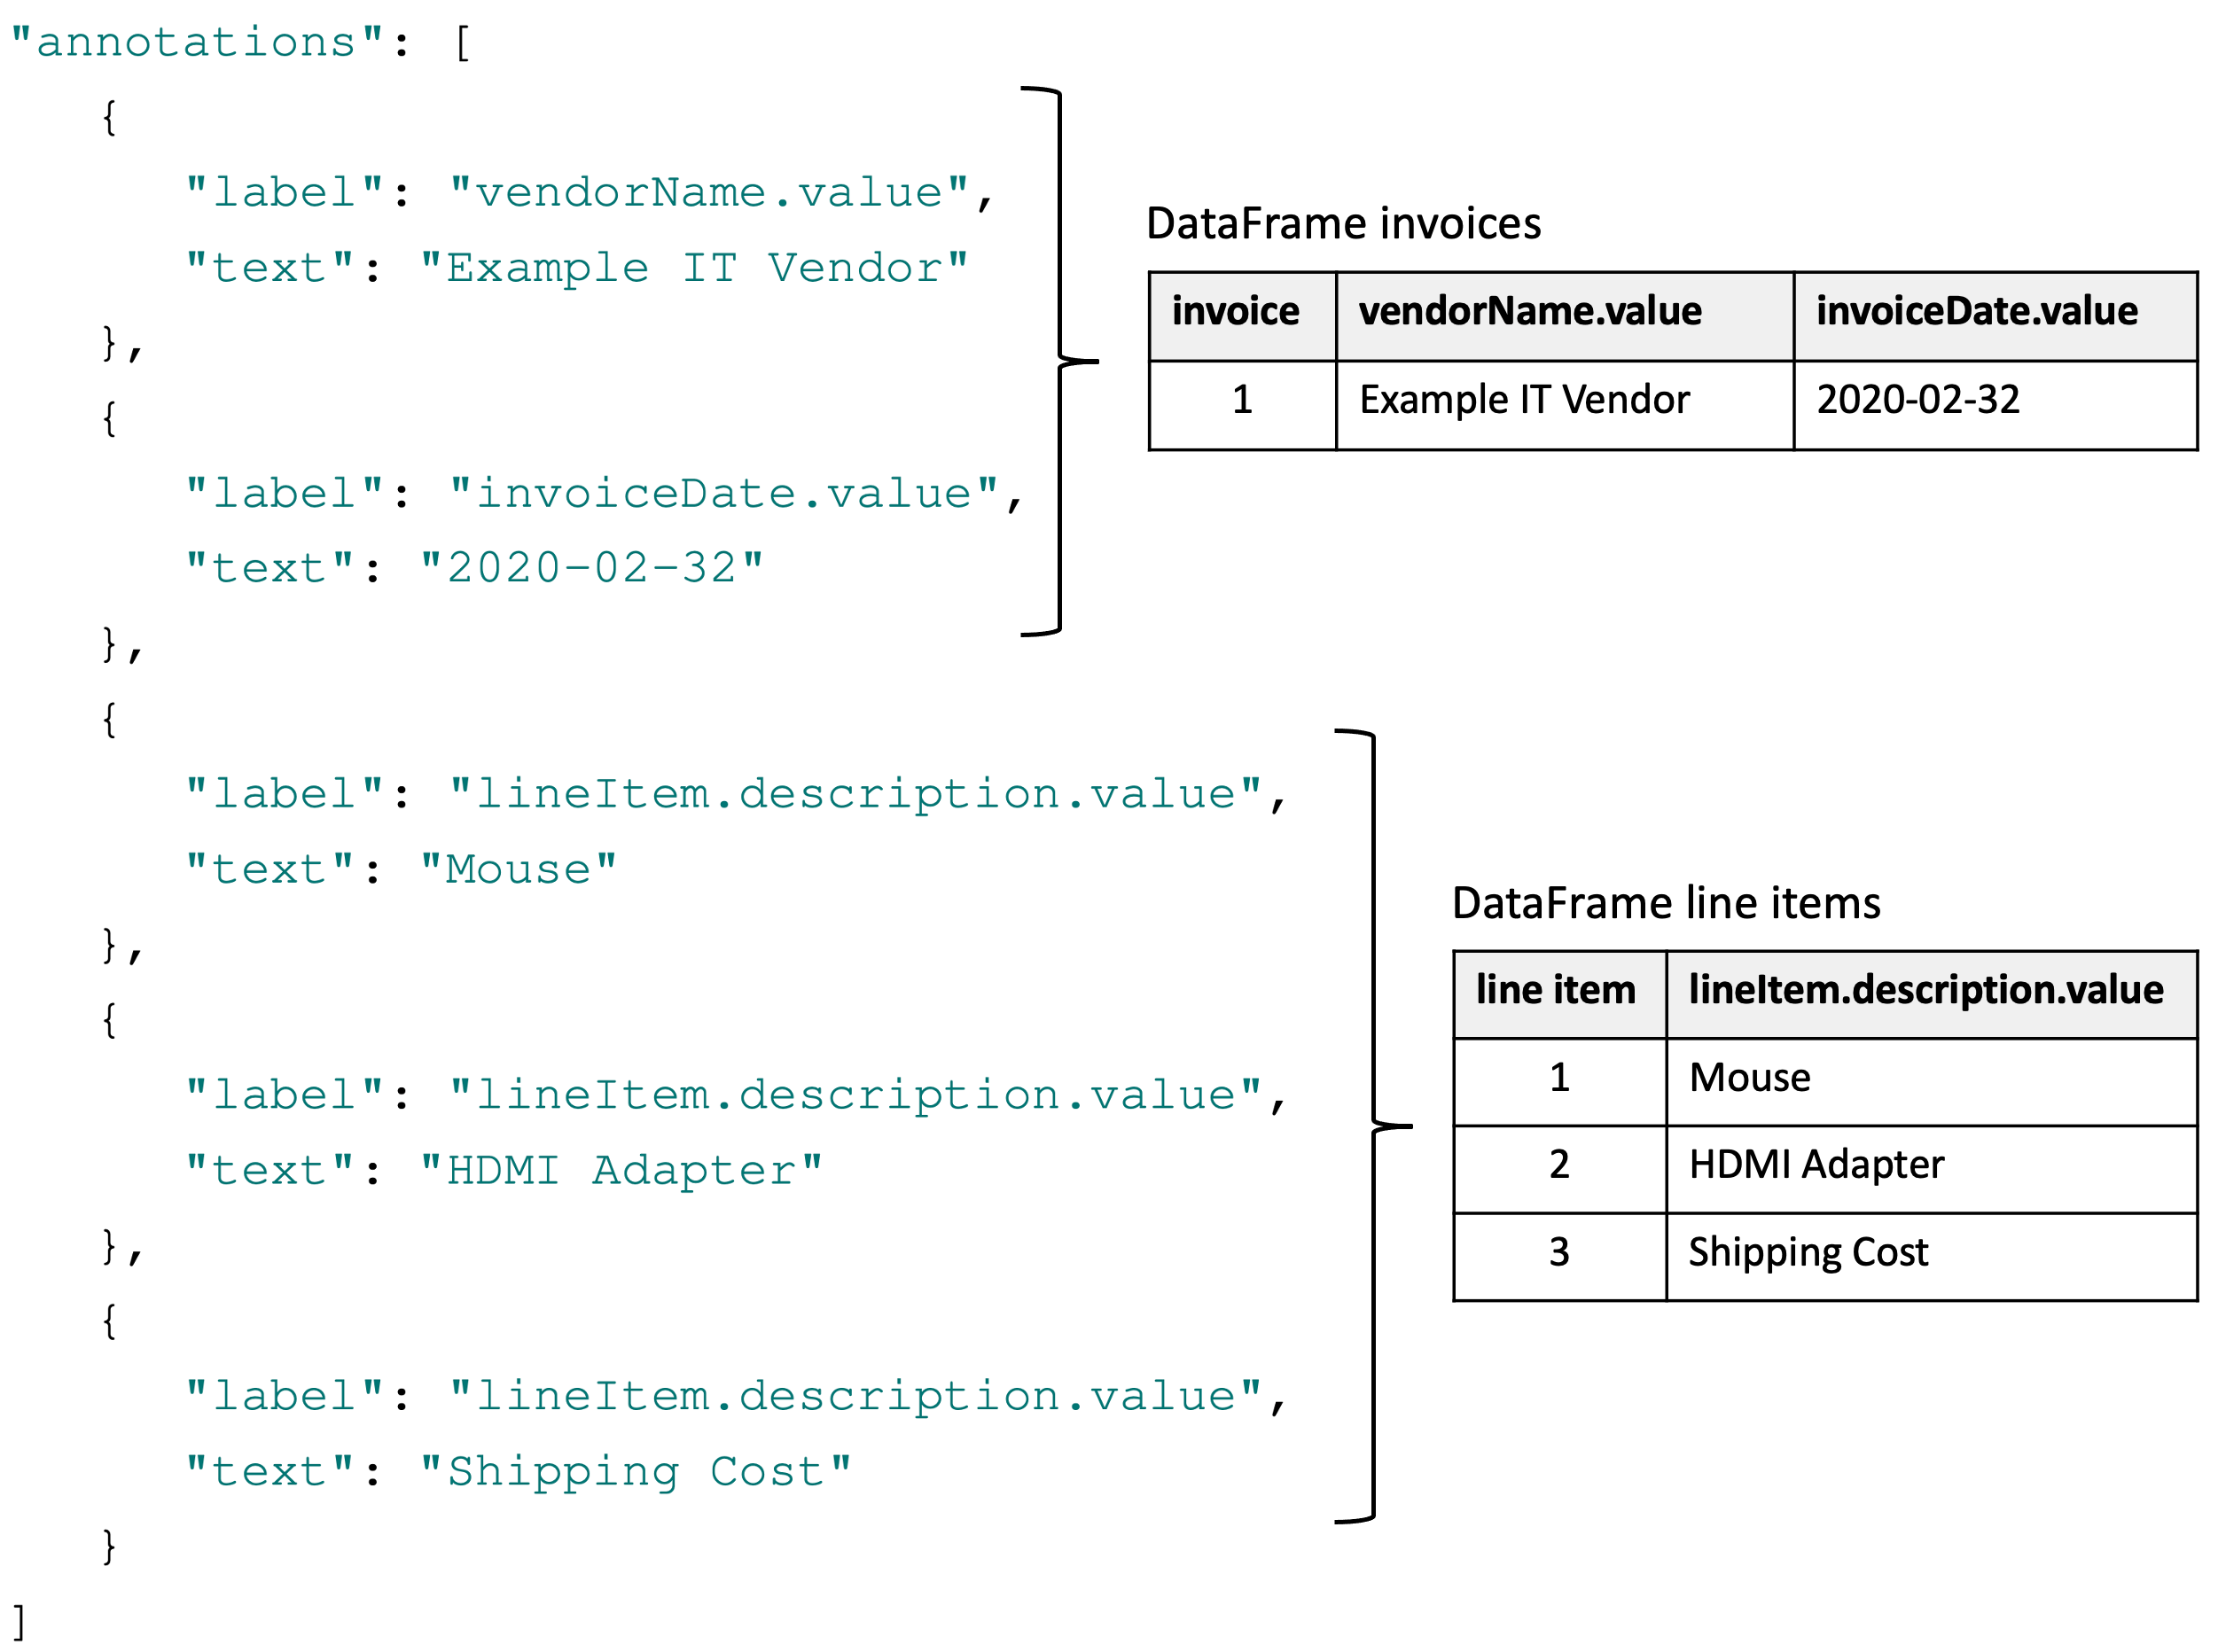 "annotations": [
{
"label": "vendorName.value",
"text": "Example IT Vendor"
},
{
"label": "invoiceDate.value",
"text": "2020-02-32"
},
{
"label": "lineItem.description.value",
"text": "Mouse"
},
{
"label": "lineItem.description.value",
"text": "HDMI Adapter"
},
{
"label": "lineItem.description.value",
"text": "Shipping Cost"
}
]
DataFrame invoices
invoice vendorName.value invoiceDate.value
1 Example IT Vendor 2020-02-32
DataFrame line items
line item lineItem.description.value
1 Mouse
2 HDMI Adapter
3 Shipping Cost